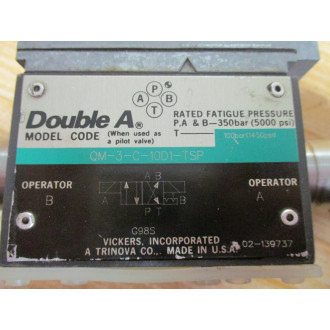 P
A B
T
Double A
RATED FATIGUE PRESSURE
P,A & B—350bar (5000 psi)
MODEL CODE (When used as a pilot valve)
T
QM-3-C-10D1-TSP
OPERATOR
B
A B
A B
P T
OPERATOR
A
G98S
VICKERS, INCORPORATED
A TRINOVA CO., MADE IN U.S.A.
02-139737